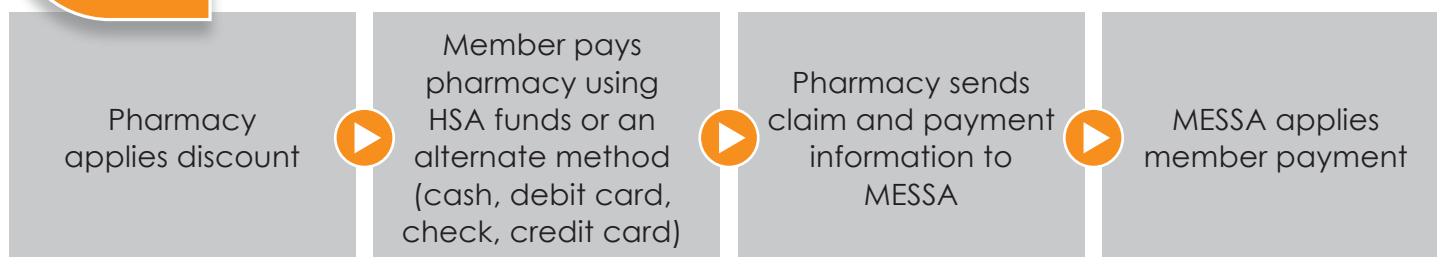 Pharmacy
applies discount
Member pays
pharmacy using
HSA funds or an
alternate method
(cash, debit card,
check, credit card)
Pharmacy sends
claim and payment
information to
MESSA
MESSA applies
member payment